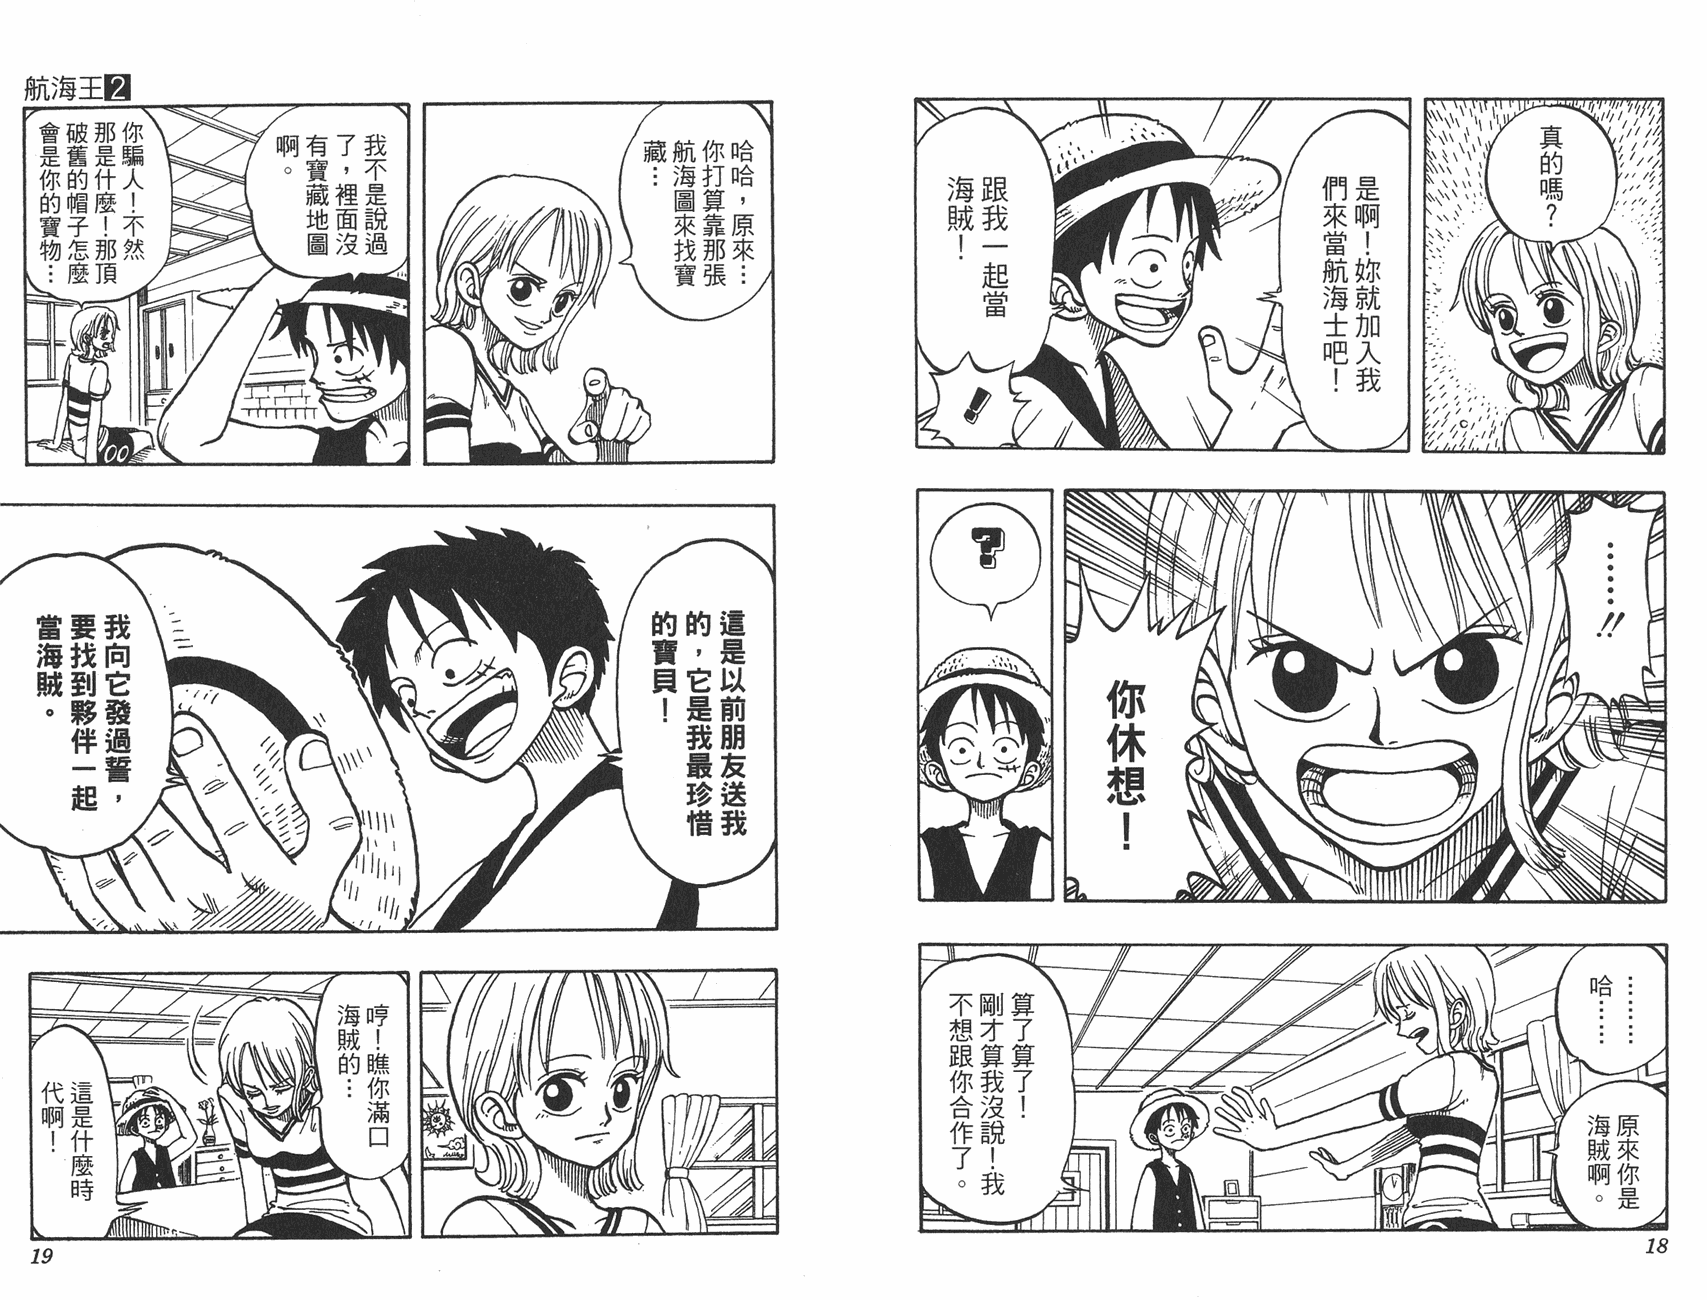 真的嗎？
是啊！妳就加入我
們來當航海士吧！
跟我一起當
海賊！
！
……!!
你休想！
？
………
哈……
原來你是
海賊啊。
算了算了！
剛才算我沒說！我
不想跟你合作了。
18
航海王2
哈哈，原來…
你打算靠那張
航海圖來找寶
藏…
我不是說過
了，裡面沒
有寶藏地圖
啊。
你騙人！不然
那是什麼！那頂
破舊的帽子怎麼
會是你的寶物…
這是以前朋友送我
的，它是我最珍惜
的寶貝！
我向它發過誓，
要找到夥伴一起
當海賊。
哼！瞧你滿口
海賊的…
這是什麼時
代啊！
19